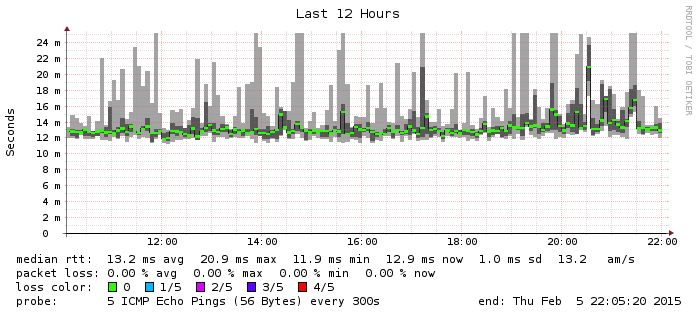 Last 12 Hours
RRDTOOL / TOBI OETIKER
Seconds
24 m
22 m
20 m
18 m
16 m
14 m
12 m
10 m
8 m
6 m
4 m
2 m
0
12:00 14:00 16:00 18:00 20:00 22:00
median rtt: 13.2 ms avg 20.9 ms max 11.9 ms min 12.9 ms now 1.0 ms sd 13.2 am/s
packet loss: 0.00 % avg 0.00 % max 0.00 % min 0.00 % now
loss color: 0 1/5 2/5 3/5 4/5
probe: 5 ICMP Echo Pings (56 Bytes) every 300s end: Thu Feb 5 22:05:20 2015